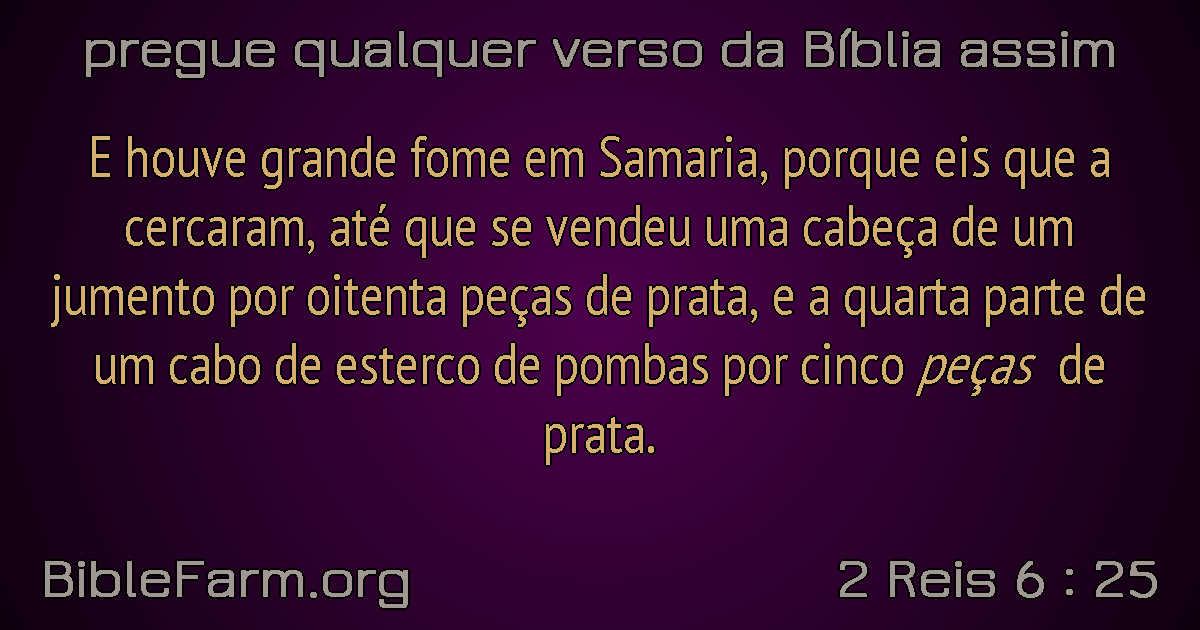 pregue qualquer verso da Bíblia assim
E houve grande fome em Samaria, porque eis que a
cercaram, até que se vendeu uma cabeça de um
jumento por oitenta peças de prata, e a quarta parte de
um cabo de esterco de pombas por cinco peças de
prata.
BibleFarm.org
2 Reis 6 : 25